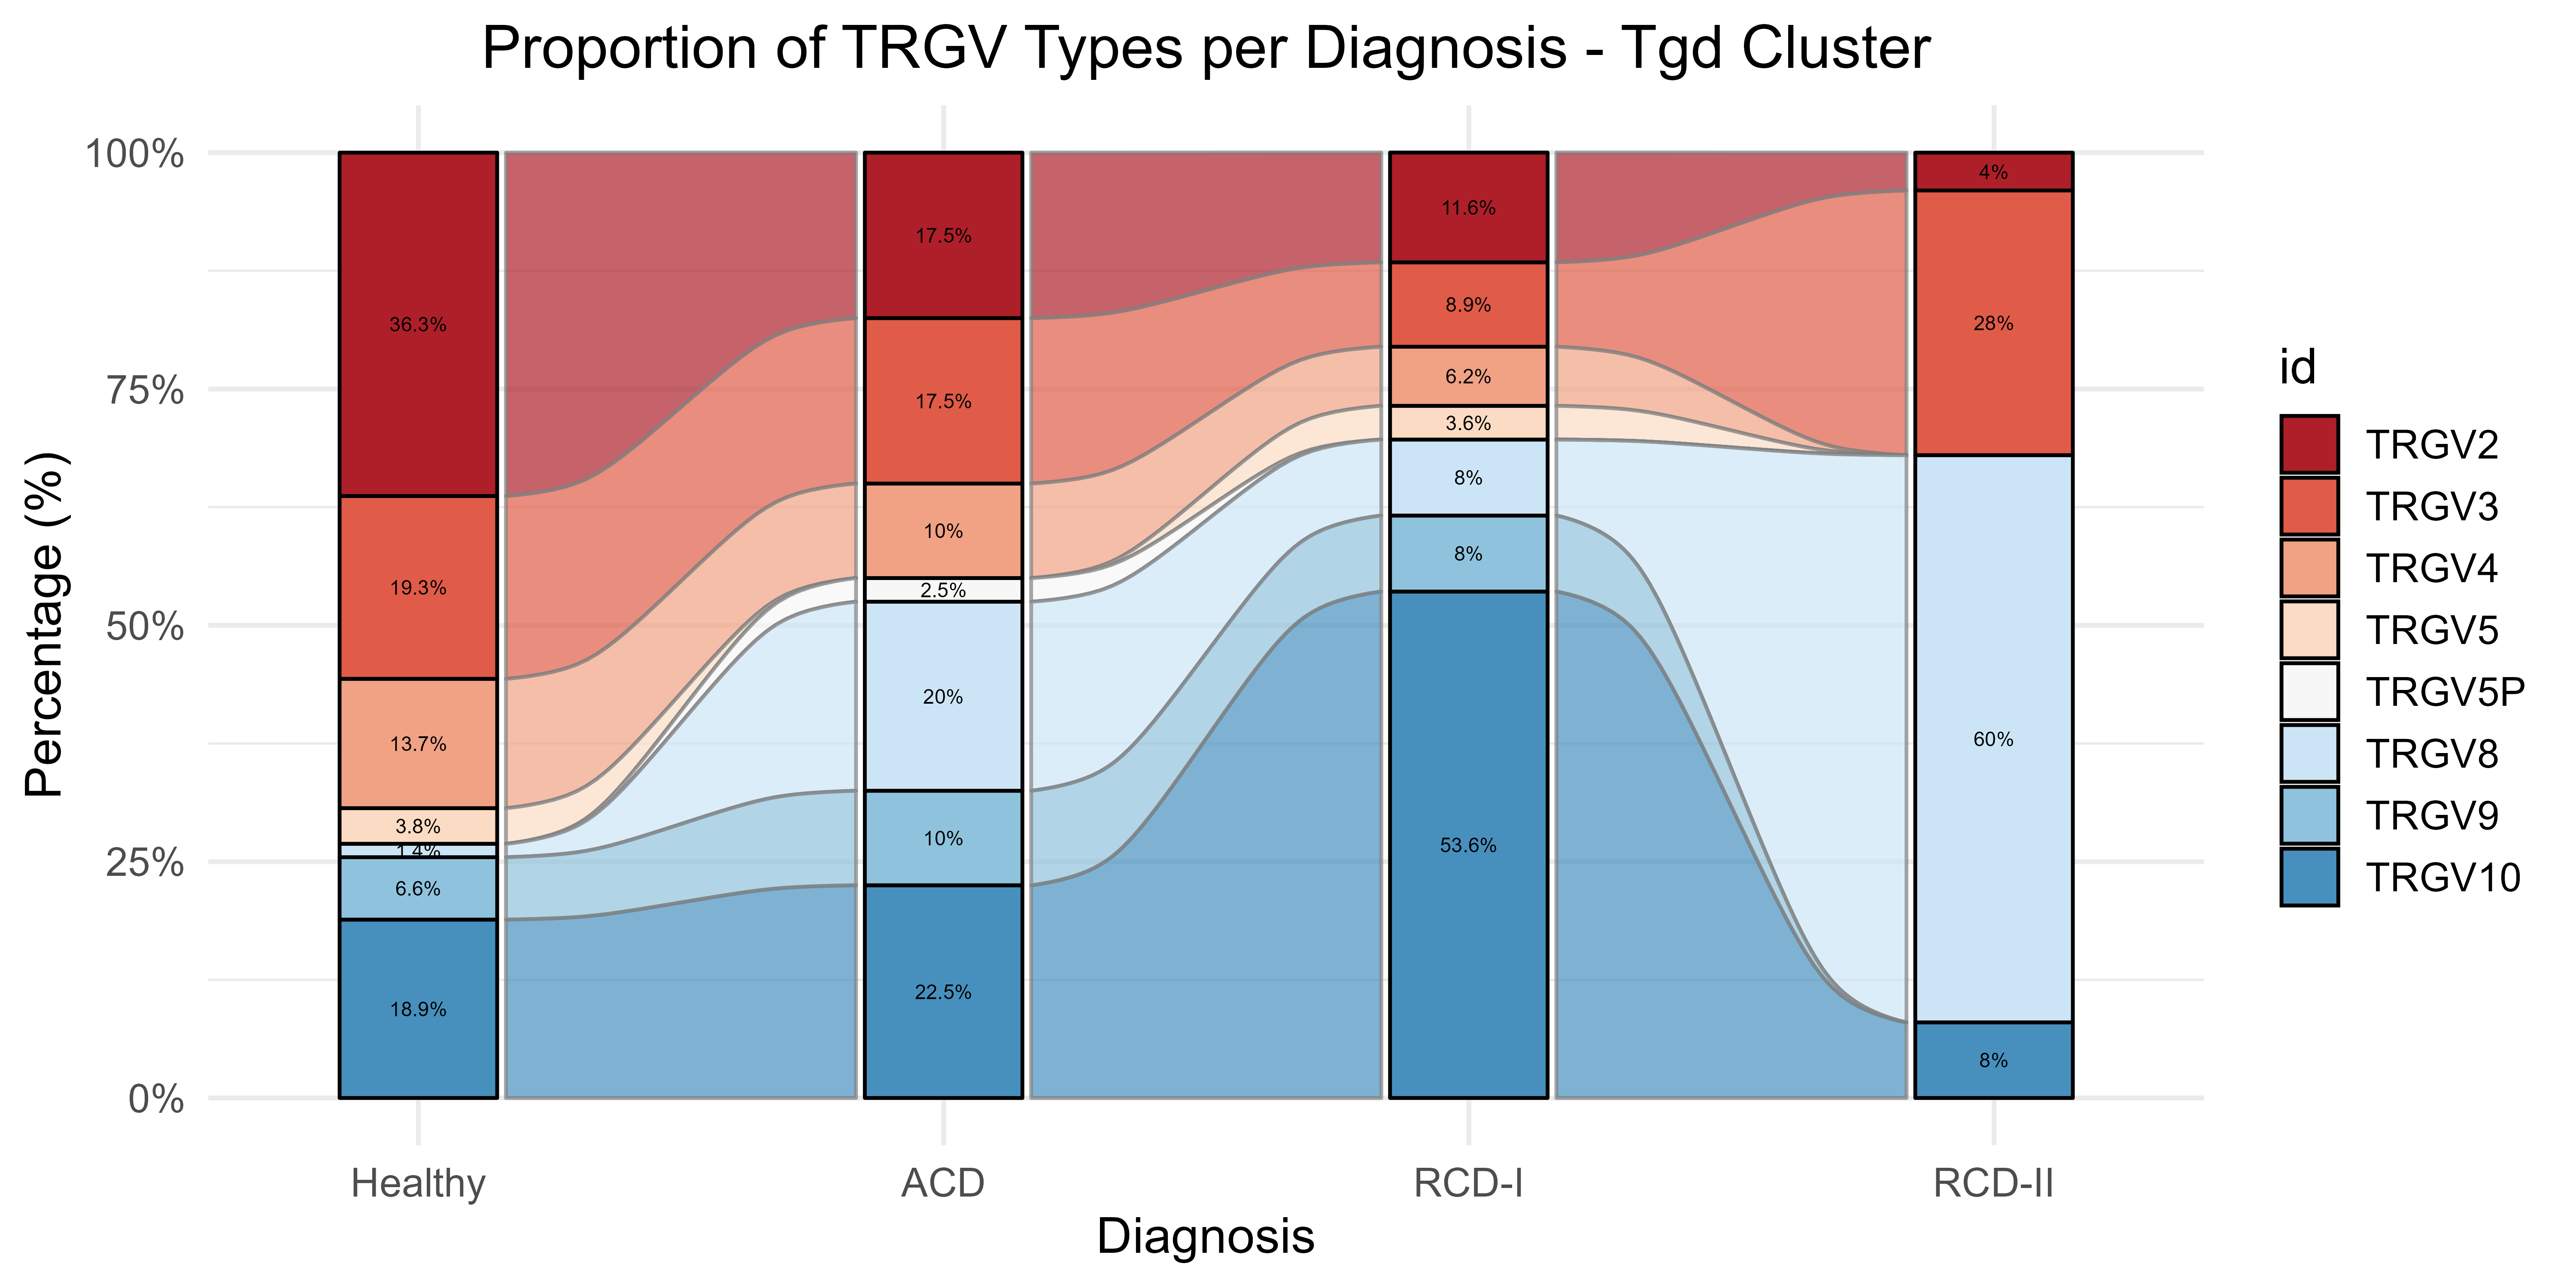 Proportion of TRGV Types per Diagnosis - Tgd Cluster
Percentage (%)
100%
75%
50%
25%
0%
36.3%
19.3%
13.7%
3.8%
1.4%
6.6%
18.9%
17.5%
17.5%
10%
2.5%
20%
10%
22.5%
11.6%
8.9%
6.2%
3.6%
8%
8%
53.6%
4%
28%
60%
8%
Healthy
ACD
RCD-I
RCD-II
Diagnosis
id
TRGV2
TRGV3
TRGV4
TRGV5
TRGV5P
TRGV8
TRGV9
TRGV10